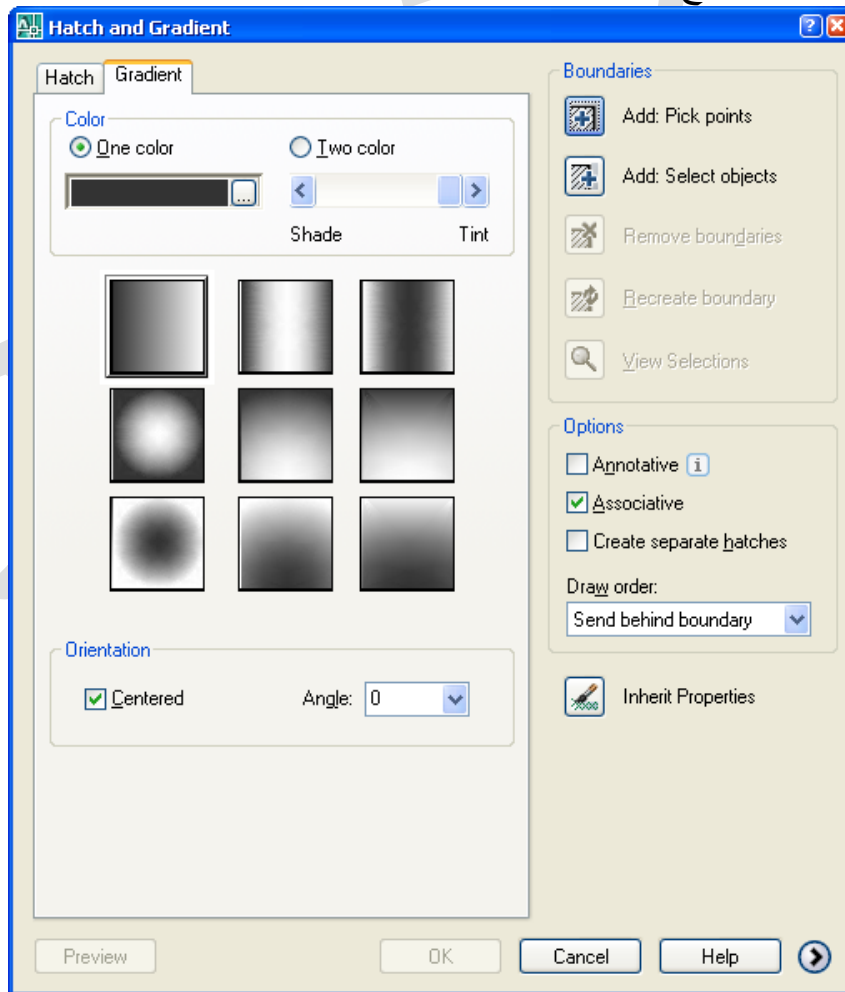 Hatch and Gradient
Hatch Gradient
Color
One color Two color
...
Shade Tint
Orientation
Centered Angle: 0
Boundaries
Add: Pick points
Add: Select objects
Remove boundaries
Recreate boundary
View Selections
Options
Annotative i
Associative
Create separate hatches
Draw order:
Send behind boundary
Inherit Properties
Preview OK Cancel Help